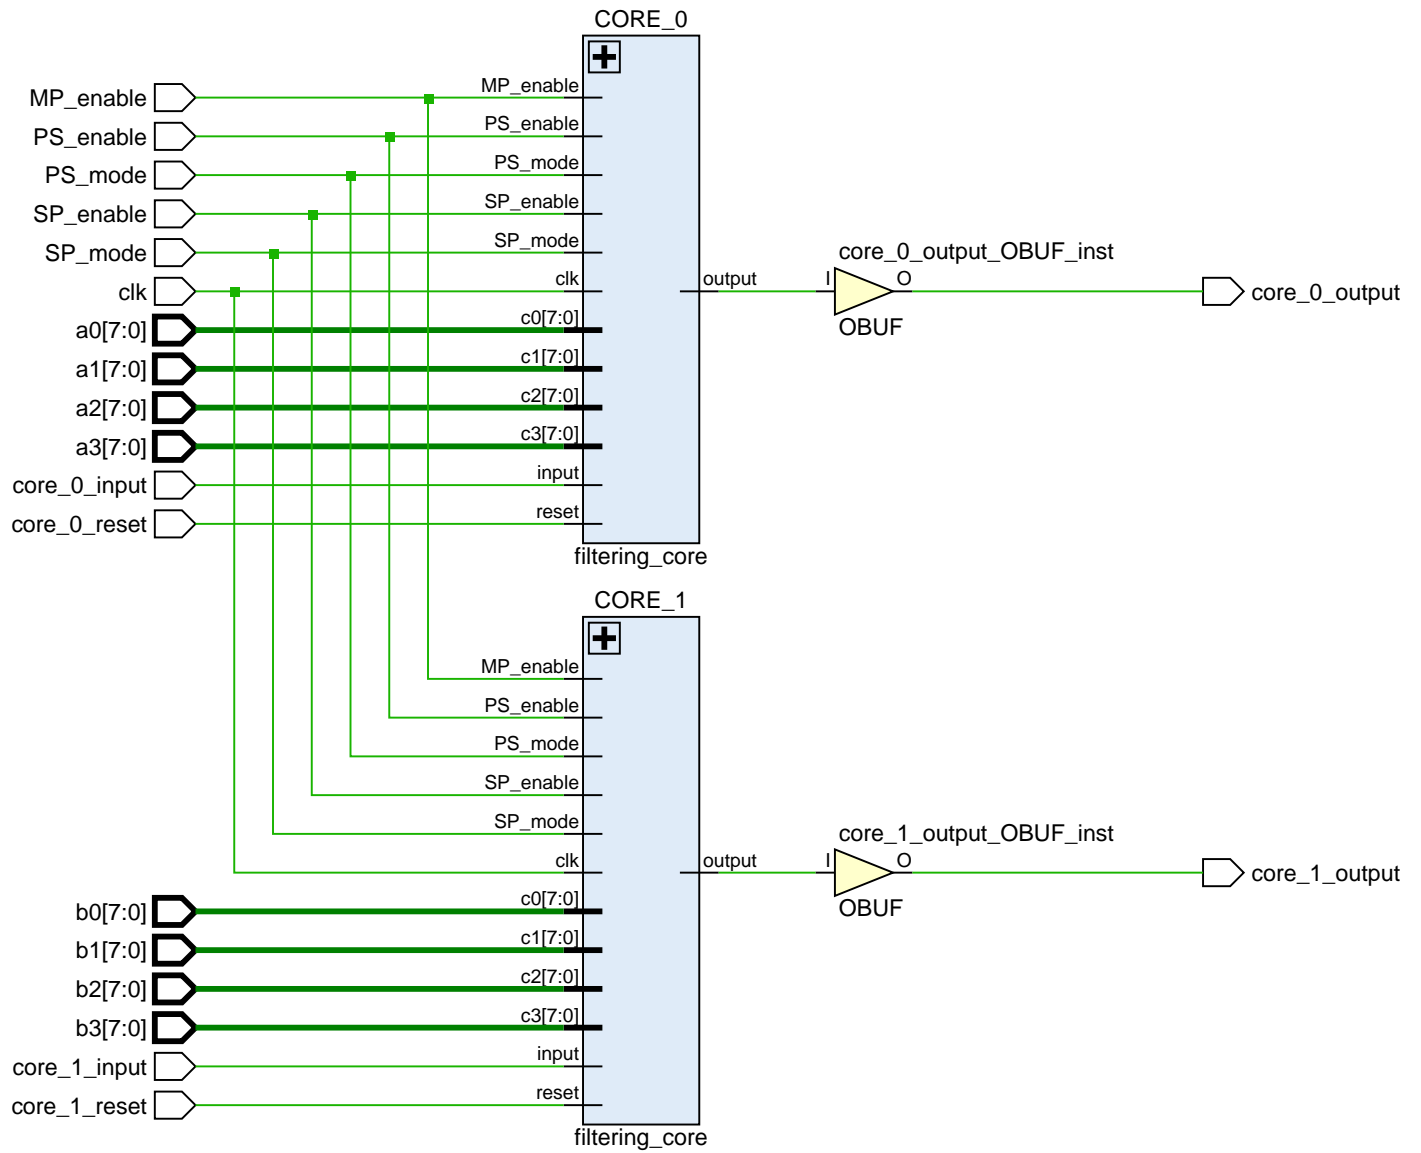 CORE_0
MP_enable
MP_enable
PS_enable
PS_enable
PS_mode
PS_mode
SP_enable
SP_enable
SP_mode
SP_mode
core_0_output_OBUF_inst
clk
clk
output
I
O
core_0_output
OBUF
a0[7:0]
c0[7:0]
a1[7:0]
c1[7:0]
a2[7:0]
c2[7:0]
a3[7:0]
c3[7:0]
core_0_input
input
core_0_reset
reset
filtering_core
CORE_1
MP_enable
PS_enable
PS_mode
SP_enable
SP_mode
core_1_output_OBUF_inst
clk
output
I
O
core_1_output
OBUF
b0[7:0]
c0[7:0]
b1[7:0]
c1[7:0]
b2[7:0]
c2[7:0]
b3[7:0]
c3[7:0]
core_1_input
input
core_1_reset
reset
filtering_core